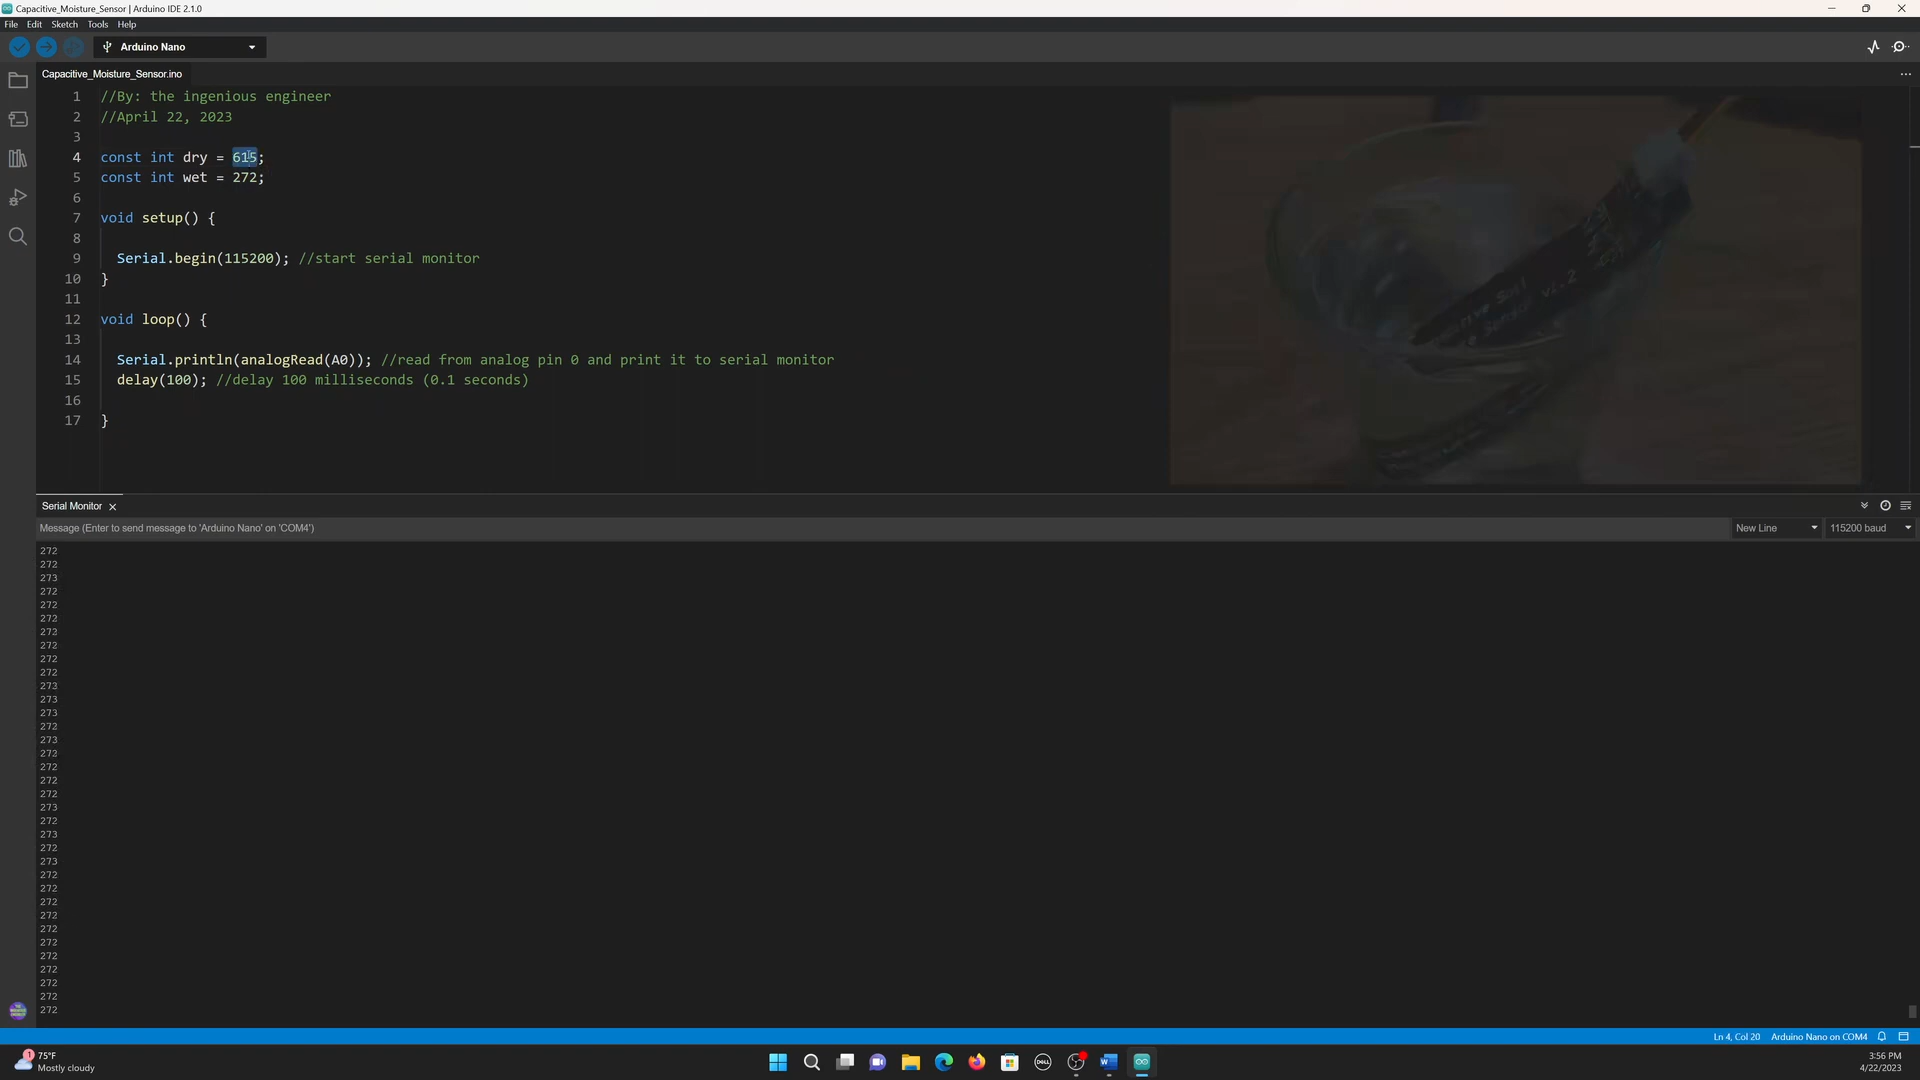 Capacitive_Moisture_Sensor | Arduino IDE 2.1.0
File Edit Sketch Tools Help
Arduino Nano
Capacitive_Moisture_Sensor.ino
1 //By: the ingenious engineer
2 //April 22, 2023
3
4 const int dry = 615;
5 const int wet = 272;
6
7 void setup() {
8
9 Serial.begin(115200); //start serial monitor
10 }
11
12 void loop() {
13
14 Serial.println(analogRead(A0)); //read from analog pin 0 and print it to serial monitor
15 delay(100); //delay 100 milliseconds (0.1 seconds)
16
17 }
Serial Monitor
Message (Enter to send message to 'Arduino Nano' on 'COM4')
New Line
115200 baud
272
272
273
272
272
272
272
272
272
272
273
273
273
272
273
272
272
272
272
273
272
273
272
273
272
272
272
272
272
272
272
272
272
272
272
Ln 4, Col 20
Arduino Nano on COM4
1
75°F
Mostly cloudy
DELL
W
3:56 PM
4/22/2023